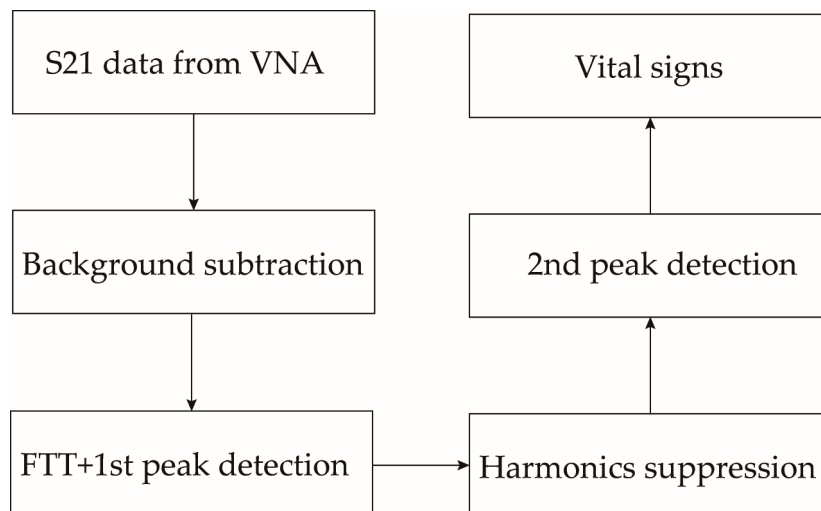 S21 data from VNA
Background subtraction
FTT+1st peak detection
Harmonics suppression
2nd peak detection
Vital signs